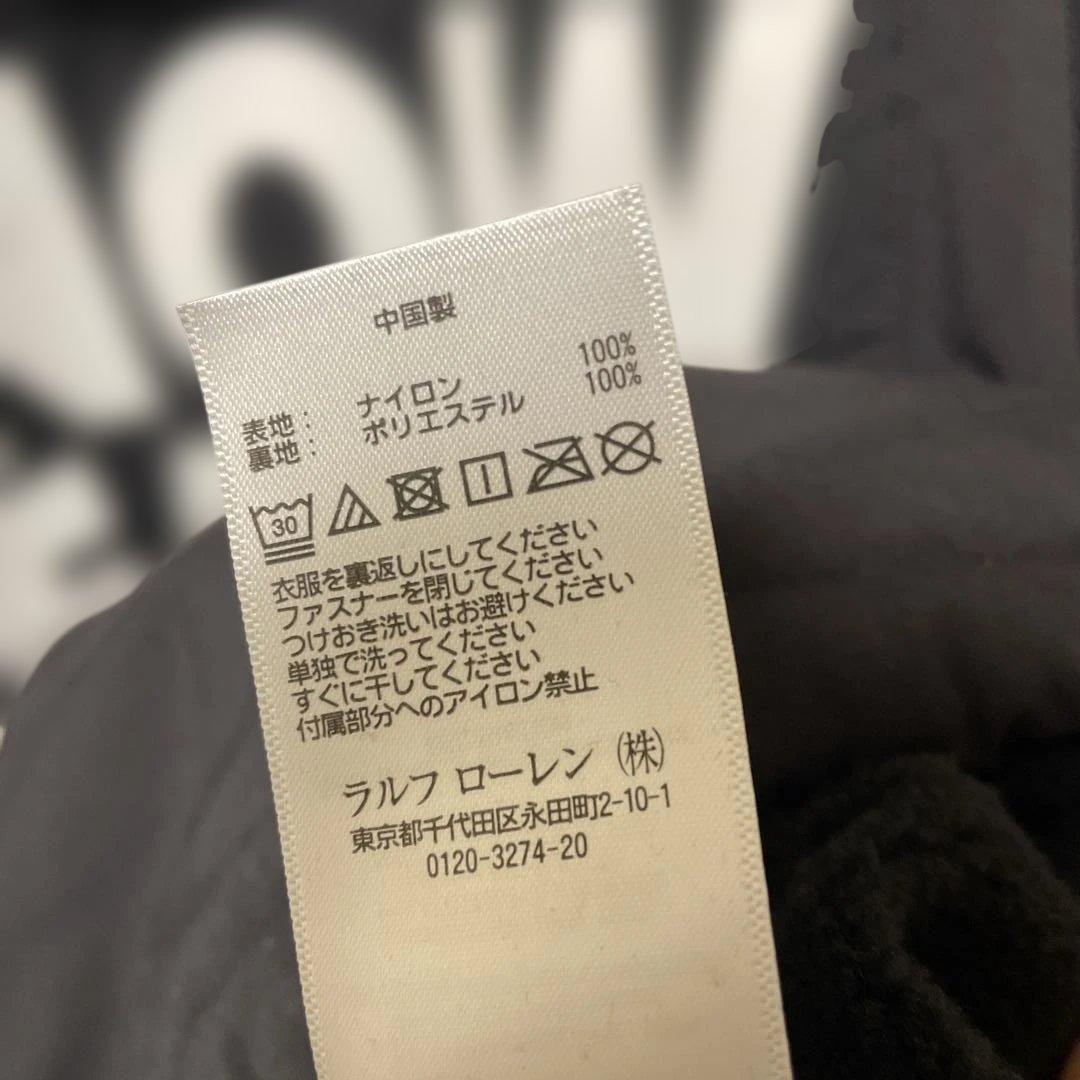 AOW
中国製
表地： ナイロン 100%
裏地： ポリエステル 100%
30
衣服を裏返しにしてください
ファスナーを閉じてください
つけおき洗いはお避けください
単独で洗ってください
すぐに干してください
付属部分へのアイロン禁止
ラルフ ローレン (株)
東京都千代田区永田町2-10-1
0120-3274-20